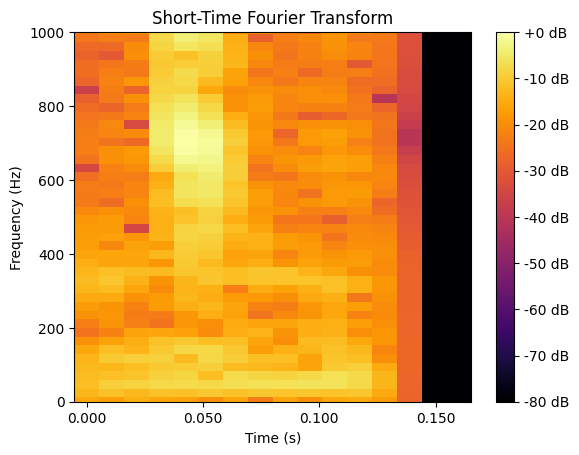 Short-Time Fourier Transform
1000
800
600
400
200
0
Frequency (Hz)
0.000
0.050
0.100
0.150
Time (s)
+0 dB
-10 dB
-20 dB
-30 dB
-40 dB
-50 dB
-60 dB
-70 dB
-80 dB